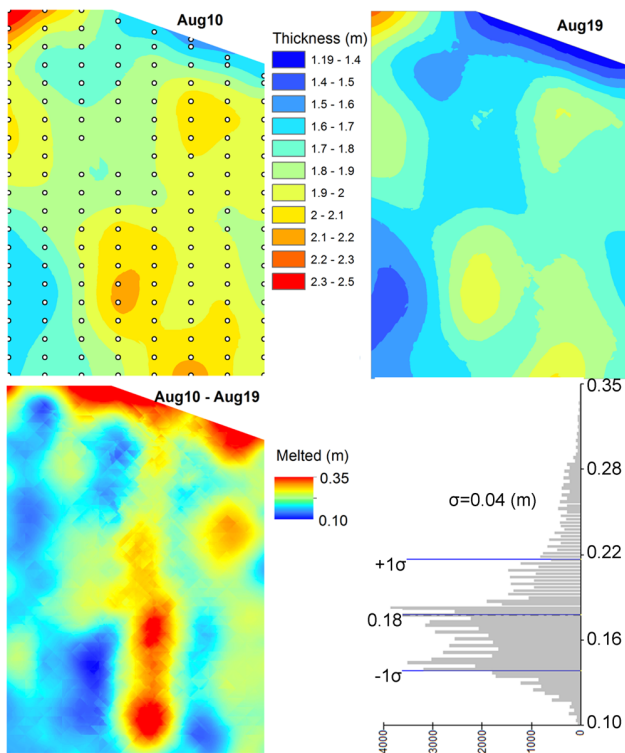 Aug10
Thickness (m)
1.19 - 1.4
1.4 - 1.5
1.5 - 1.6
1.6 - 1.7
1.7 - 1.8
1.8 - 1.9
1.9 - 2
2 - 2.1
2.1 - 2.2
2.2 - 2.3
2.3 - 2.5
Aug19
Aug10 - Aug19
Melted (m)
0.35
0.10
0.35
0.28
σ=0.04 (m)
0.22
+1σ
0.18
0.16
-1σ
0.10
4000
3000
2000
1000
0